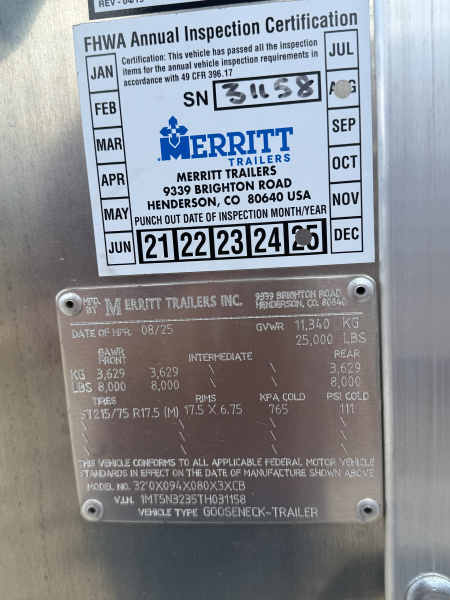 REV - 04/19
FHWA Annual Inspection Certification
Certification: This vehicle has passed all the inspection
items for the annual vehicle inspection requirements in
accordance with 49 CFR 396.17
JAN
FEB
MAR
APR
MAY
JUN
JUL
AUG
SEP
OCT
NOV
DEC
SN 31158
MERRITT
TRAILERS
MERRITT TRAILERS
9339 BRIGHTON ROAD
HENDERSON, CO 80640 USA
PUNCH OUT DATE OF INSPECTION MONTH/YEAR
21 22 23 24 25
MFG. BY MERRITT TRAILERS INC. 9339 BRIGHTON ROAD
HENDERSON, CO. 80640
DATE OF MFR. 08/25 GVWR 11,340 KG
25,000 LBS
GAWR
FRONT INTERMEDIATE REAR
KG 3,629 3,629 \ \ 3,629
LBS 8,000 8,000 \ \ 8,000
TIRES RIMS KPA COLD PSI COLD
ST215/75 R17.5 (M) 17.5 X 6.75 765 111
\ \ \ \
\ \ \ \
\ \ \ \
THIS VEHICLE CONFORMS TO ALL APPLICABLE FEDERAL MOTOR VEHICLE
STANDARDS IN EFFECT ON THE DATE OF MANUFACTURE SHOWN ABOVE
MODEL NO. 32'0X094X080X3XCB
V.I.N. 1MT5N3235TH031158
VEHICLE TYPE GOOSENECK-TRAILER